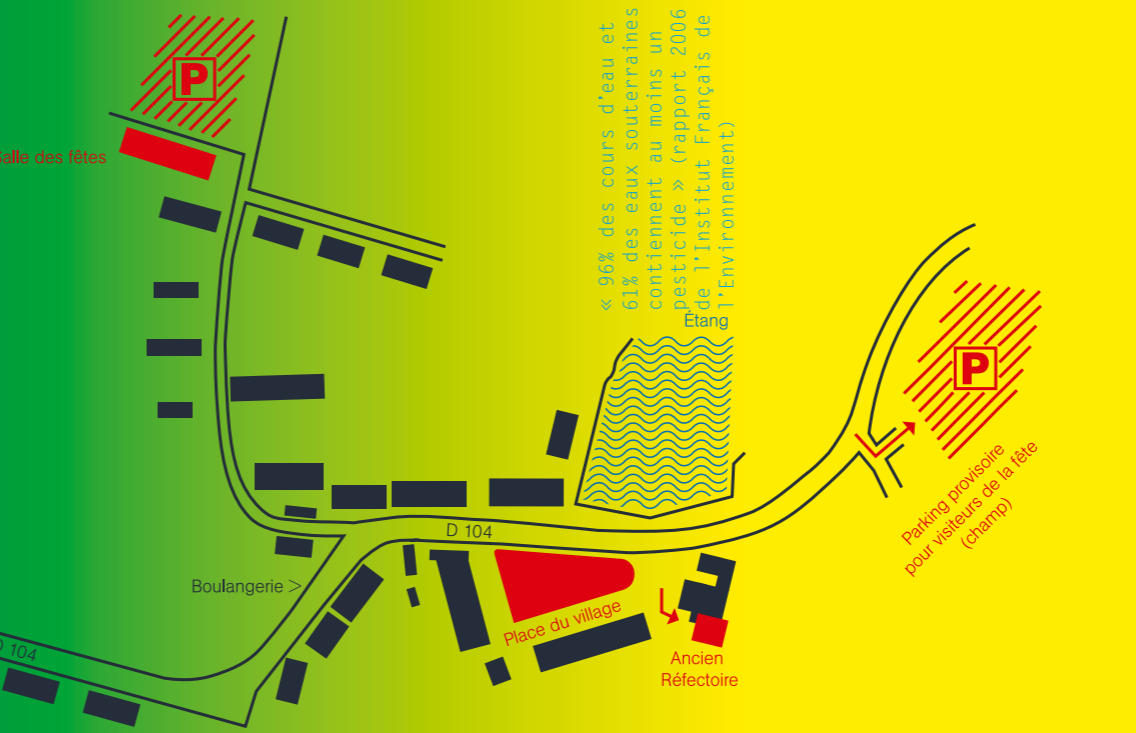 P
Salle des fêtes
« 96% des cours d'eau et
61% des eaux souterraines
contiennent au moins un
pesticide » (rapport 2006
de l'Institut Français de
l'Environnement)
Étang
P
Parking provisoire
pour visiteurs de la fête
(champ)
D 104
Boulangerie >
Place du village
D 104
Ancien
Réfectoire